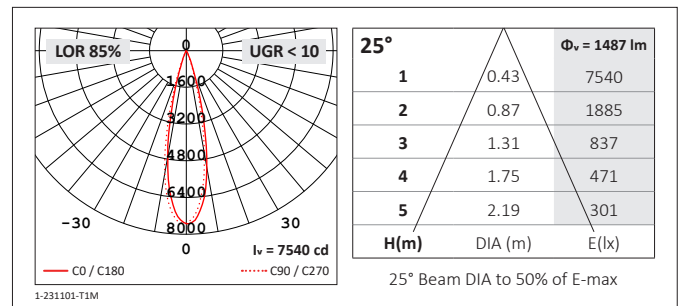 LOR 85%
0
UGR < 10
1600
3200
4800
6400
8000
-30
30
0
Iv = 7540 cd
C0 / C180
C90 / C270
1-231101-T1M
25°
Φv = 1487 lm
1 0.43 7540
2 0.87 1885
3 1.31 837
4 1.75 471
5 2.19 301
H(m) DIA (m) E(lx)
25° Beam DIA to 50% of E-max